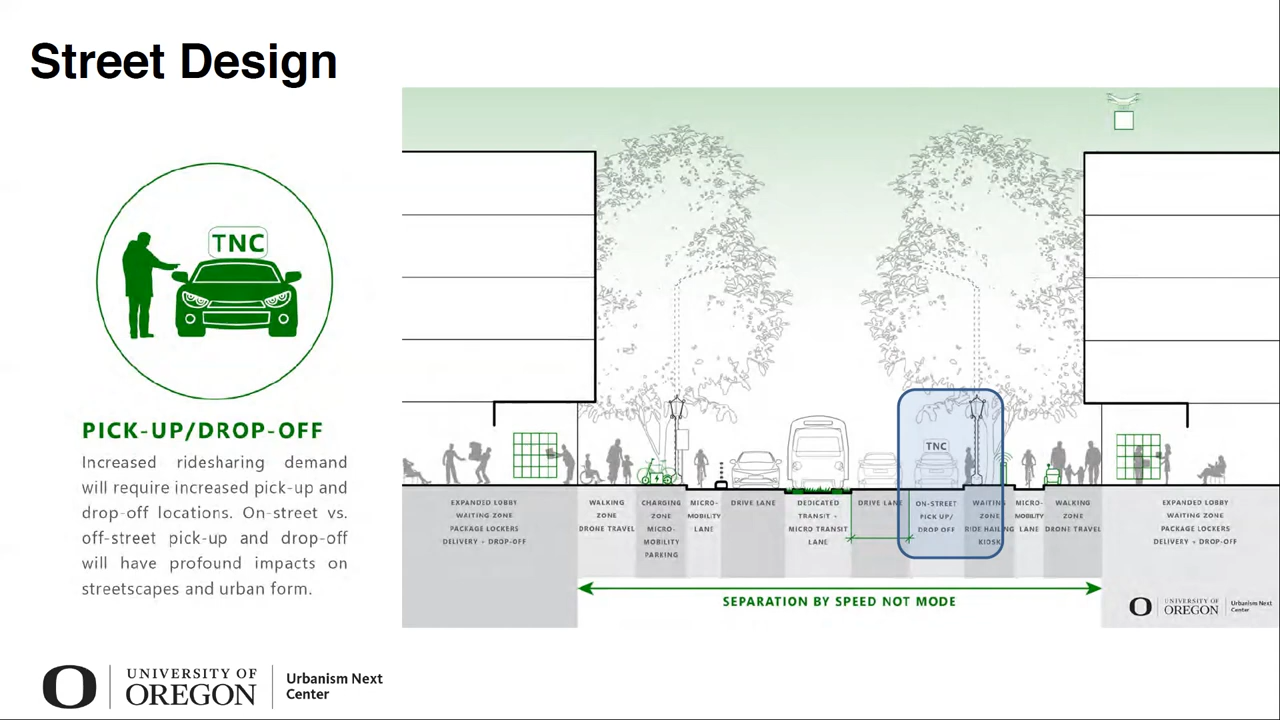 Street Design
TNC
PICK-UP/DROP-OFF
Increased ridesharing demand
will require increased pick-up and
drop-off locations. On-street vs.
off-street pick-up and drop-off
will have profound impacts on
streetscapes and urban form.
TNC
EXPANDED LOBBY
WAITING ZONE
PACKAGE LOCKERS
DELIVERY + DROP-OFF
WALKING
ZONE
DRONE TRAVEL
CHARGING
ZONE
MICRO-
MOBILITY
PARKING
MICRO-
MOBILITY
LANE
DRIVE LANE
DEDICATED
TRANSIT +
MICRO TRANSIT
LANE
DRIVE LANE
ON-STREET
PICK UP/
DROP OFF
WAITING
ZONE
RIDE HAILING
KIOSK
MICRO-
MOBILITY
LANE
WALKING
ZONE
DRONE TRAVEL
EXPANDED LOBBY
WAITING ZONE
PACKAGE LOCKERS
DELIVERY + DROP-OFF
SEPARATION BY SPEED NOT MODE
O UNIVERSITY OF
OREGON
Urbanism Next
Center
O UNIVERSITY OF
OREGON
Urbanism Next
Center